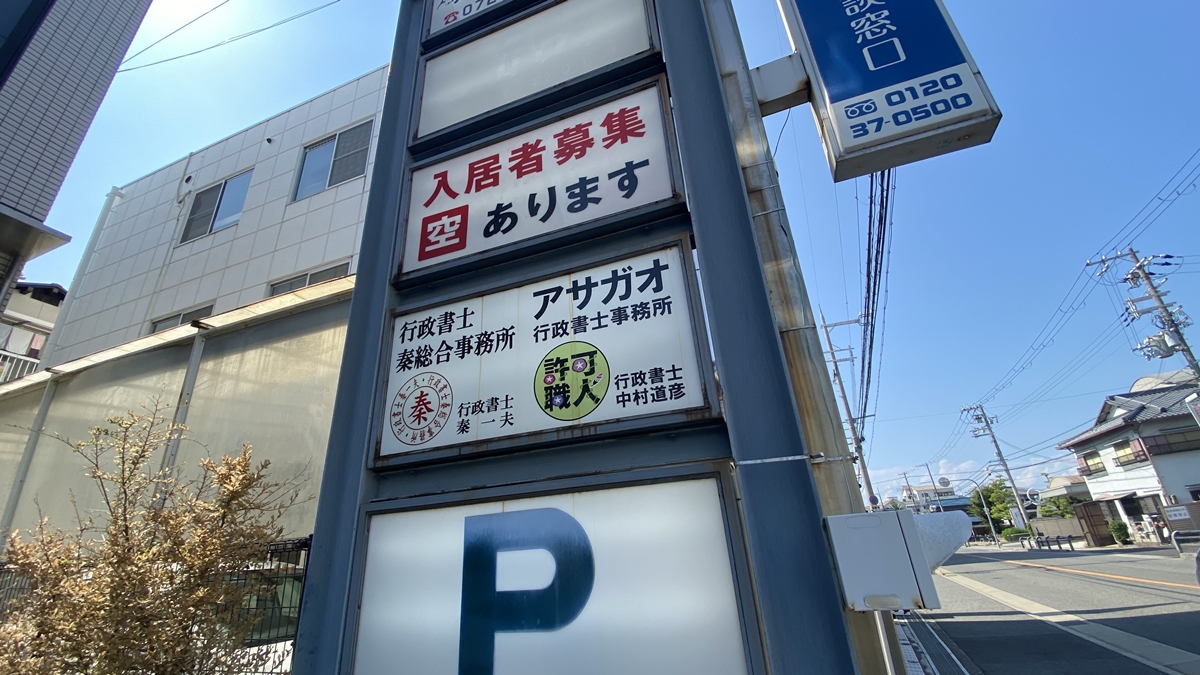 談窓口
0120
37-0500
入居者募集
空あります
行政書士
秦総合事務所
秦
行政書士
秦 一夫
アサガオ
行政書士事務所
許可
職人
行政書士
中村道彦
P